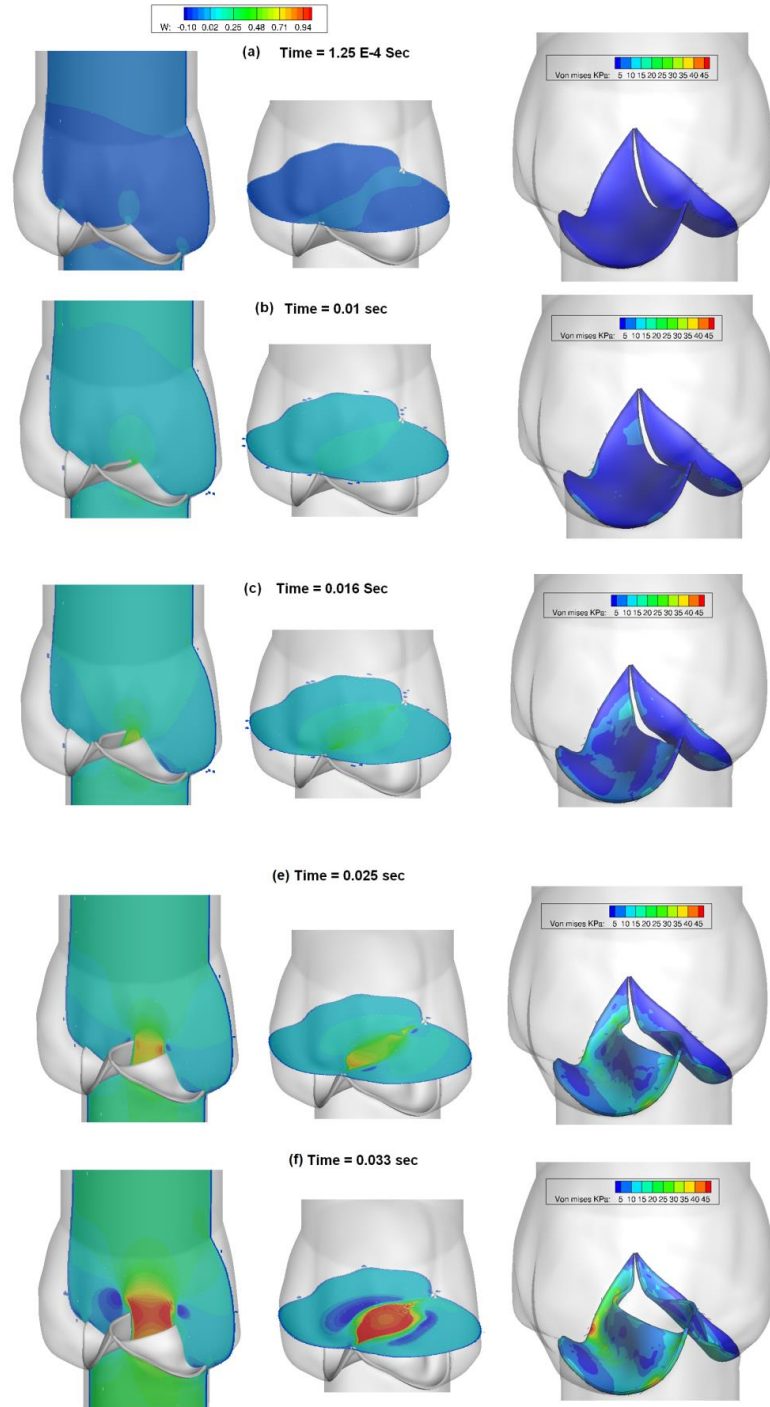 W: -0.10 0.02 0.25 0.48 0.71 0.94
(a) Time = 1.25 E-4 Sec
Von mises KPa: 5 10 15 20 25 30 35 40 45
(b) Time = 0.01 sec
Von mises KPa: 5 10 15 20 25 30 35 40 45
(c) Time = 0.016 Sec
Von mises KPa: 5 10 15 20 25 30 35 40 45
(e) Time = 0.025 sec
Von mises KPa: 5 10 15 20 25 30 35 40 45
(f) Time = 0.033 sec
Von mises KPa: 5 10 15 20 25 30 35 40 45